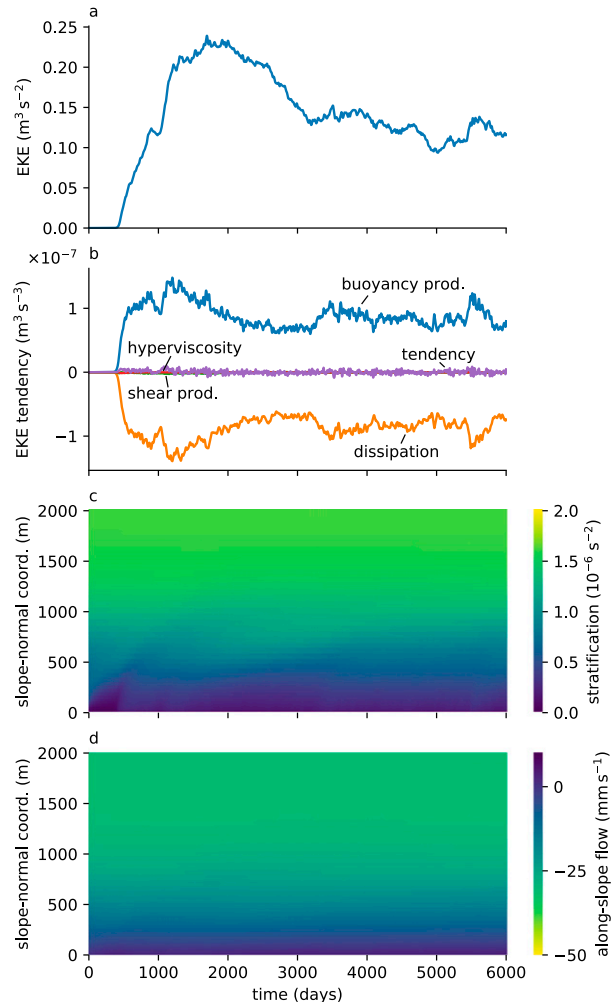 a
0.25
0.20
0.15
0.10
0.05
0.00
EKE (m³ s⁻²)
b
×10⁻⁷
1
0
−1
EKE tendency (m³ s⁻³)
buoyancy prod.
hyperviscosity
tendency
shear prod.
dissipation
c
2000
1500
1000
500
0
slope-normal coord. (m)
2.0
1.5
1.0
0.5
0.0
stratification (10⁻⁶ s⁻²)
d
2000
1500
1000
500
0
slope-normal coord. (m)
0
−25
−50
along-slope flow (mm s⁻¹)
0 1000 2000 3000 4000 5000 6000
time (days)